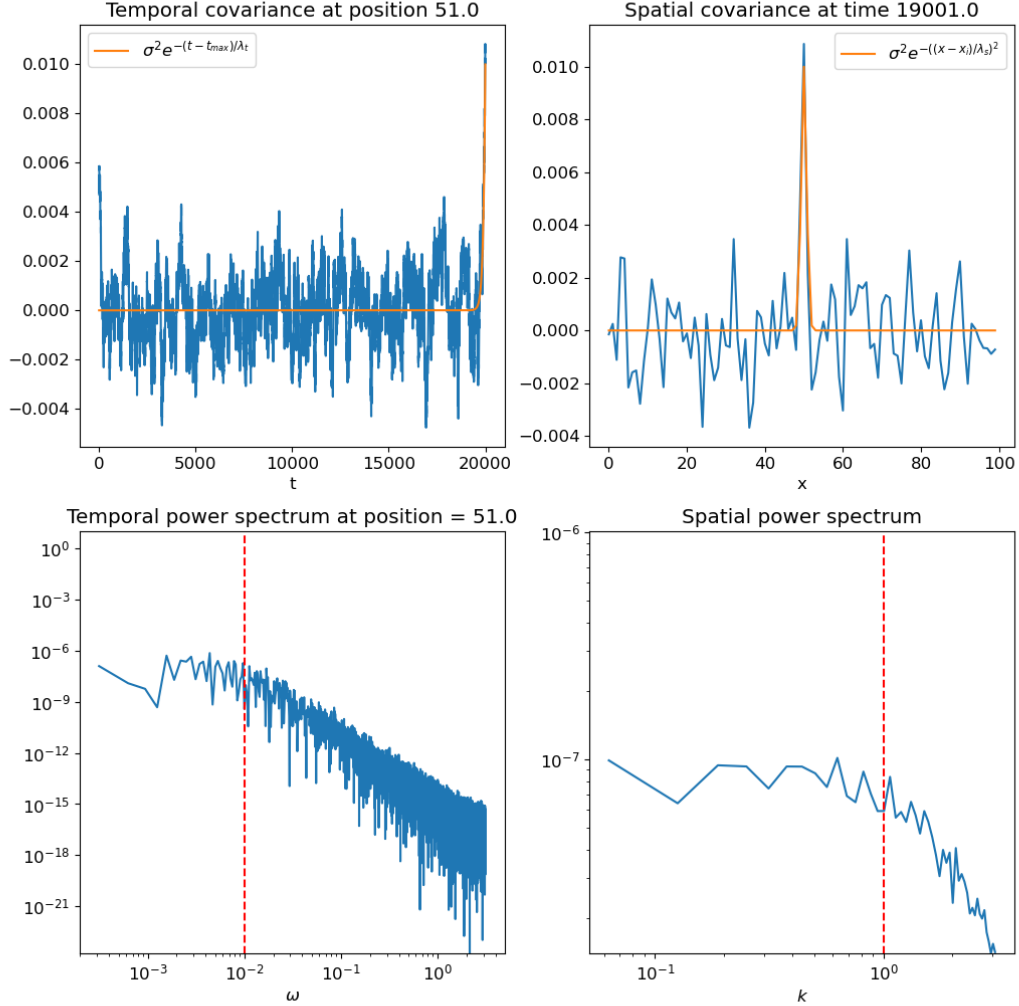 Temporal covariance at position 51.0
σ²e^{-(t-t_{max})/λ_t}
0.010
0.008
0.006
0.004
0.002
0.000
−0.002
−0.004
0 5000 10000 15000 20000
t
Spatial covariance at time 19001.0
σ²e^{-((x-x_i)/λ_s)²}
0.010
0.008
0.006
0.004
0.002
0.000
−0.002
−0.004
0 20 40 60 80 100
x
Temporal power spectrum at position = 51.0
10⁰
10⁻³
10⁻⁶
10⁻⁹
10⁻¹²
10⁻¹⁵
10⁻¹⁸
10⁻²¹
10⁻³ 10⁻² 10⁻¹ 10⁰
ω
Spatial power spectrum
10⁻⁶
10⁻⁷
10⁻¹ 10⁰
k